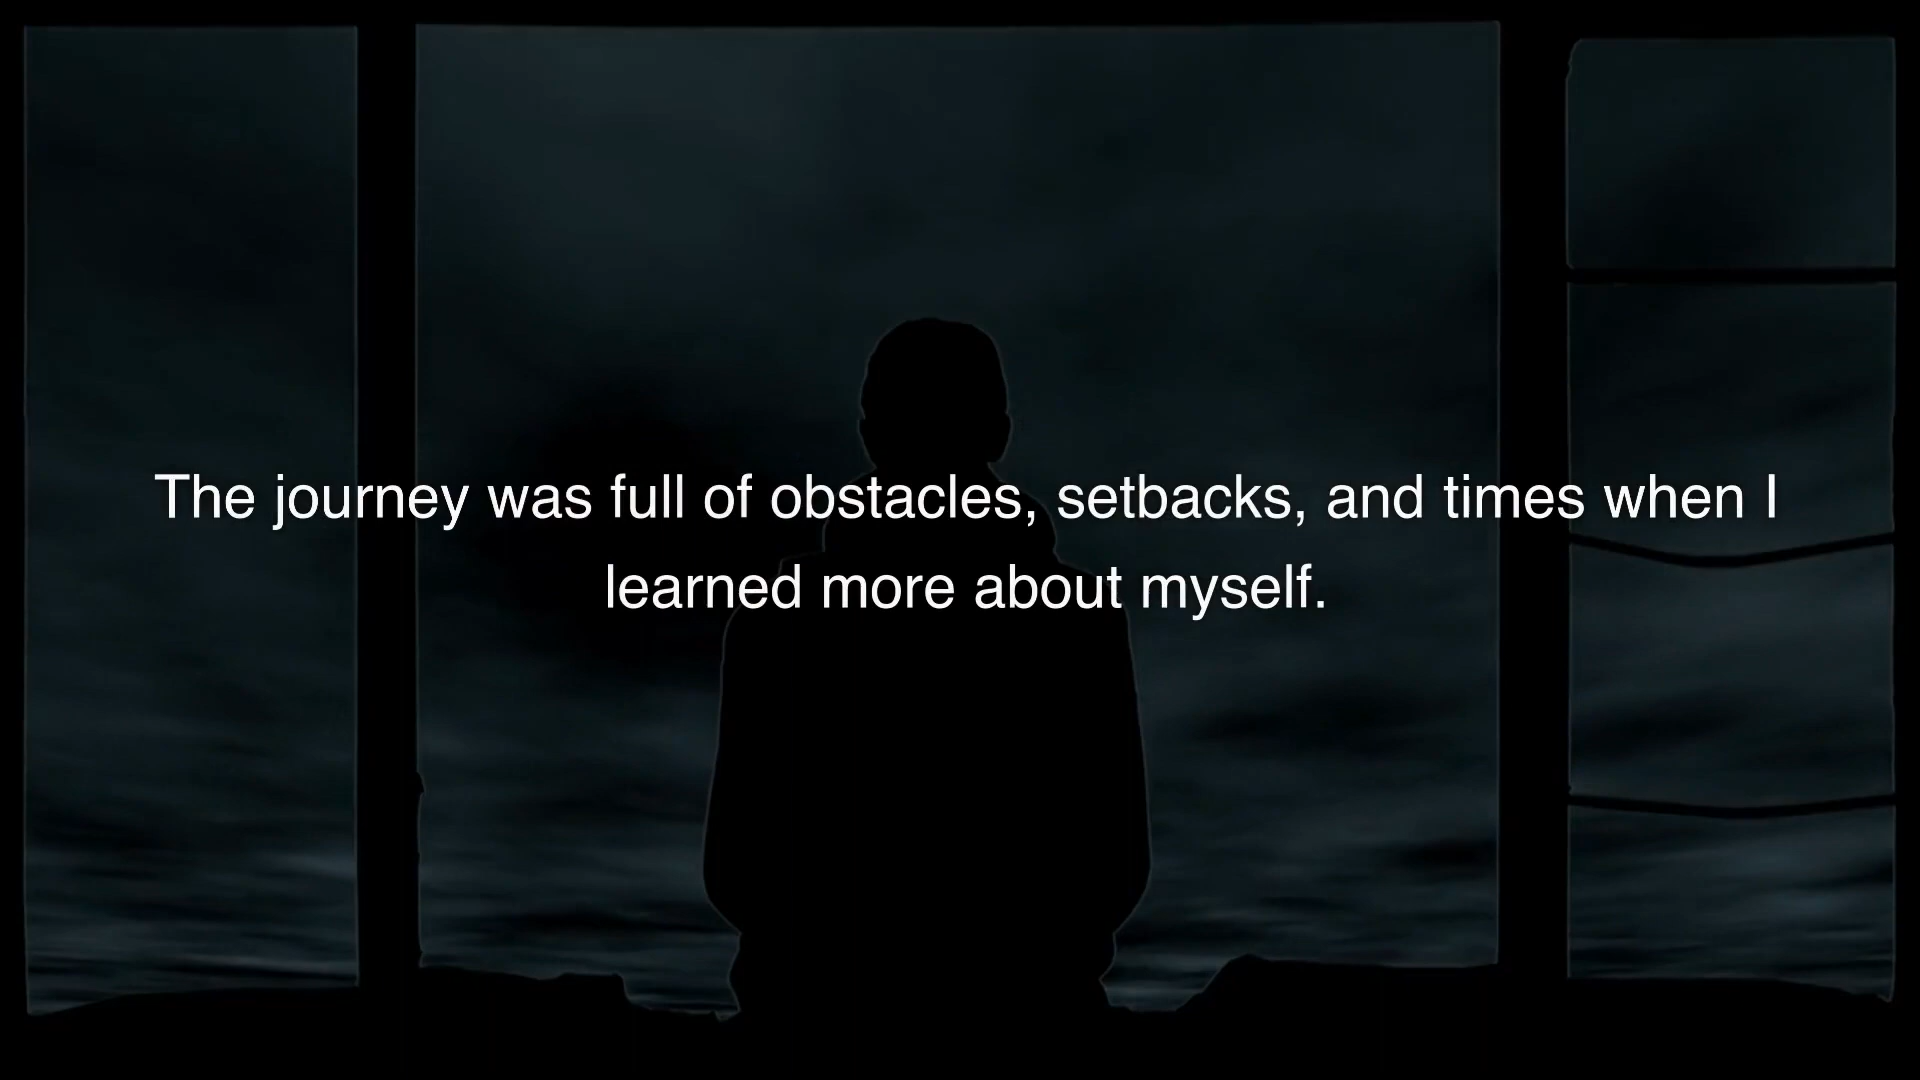 The journey was full of obstacles, setbacks, and times when I
learned more about myself.